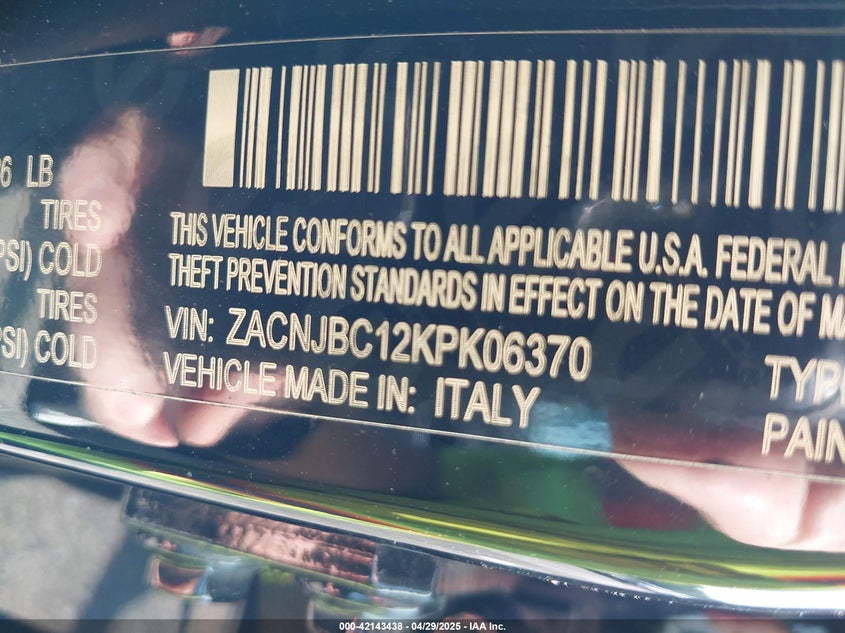 06 LB
TIRES
PSI) COLD
TIRES
PSI) COLD
THIS VEHICLE CONFORMS TO ALL APPLICABLE U.S.A. FEDERAL
THEFT PREVENTION STANDARDS IN EFFECT ON THE DATE OF MA
VIN: ZACNJBC12KPK06370
VEHICLE MADE IN: ITALY
TYPE
PAIN
000-42143438 - 04/29/2025 - IAA Inc.